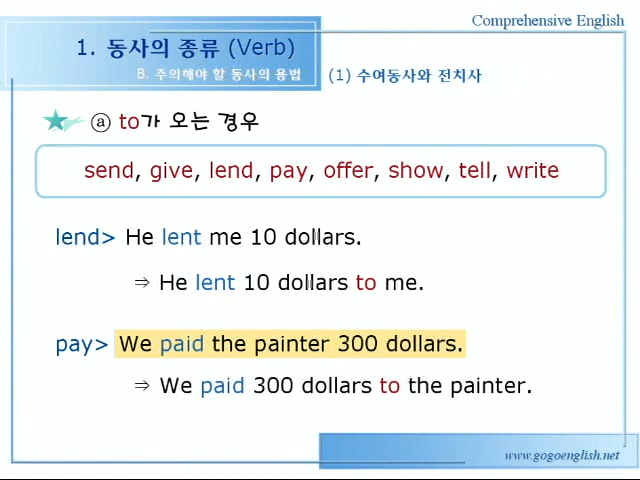 Comprehensive English
1. 동사의 종류 (Verb)
B. 주의해야 할 동사의 용법
(1) 수여동사와 전치사
ⓐ to가 오는 경우
send, give, lend, pay, offer, show, tell, write
lend> He lent me 10 dollars.
⇒ He lent 10 dollars to me.
pay> We paid the painter 300 dollars.
⇒ We paid 300 dollars to the painter.
www.gogoenglish.net